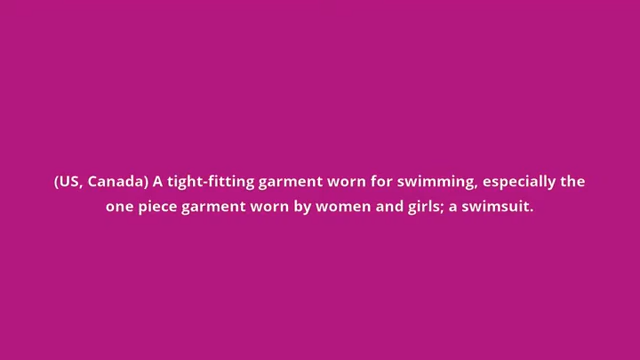 (US, Canada) A tight-fitting garment worn for swimming, especially the
one piece garment worn by women and girls; a swimsuit.